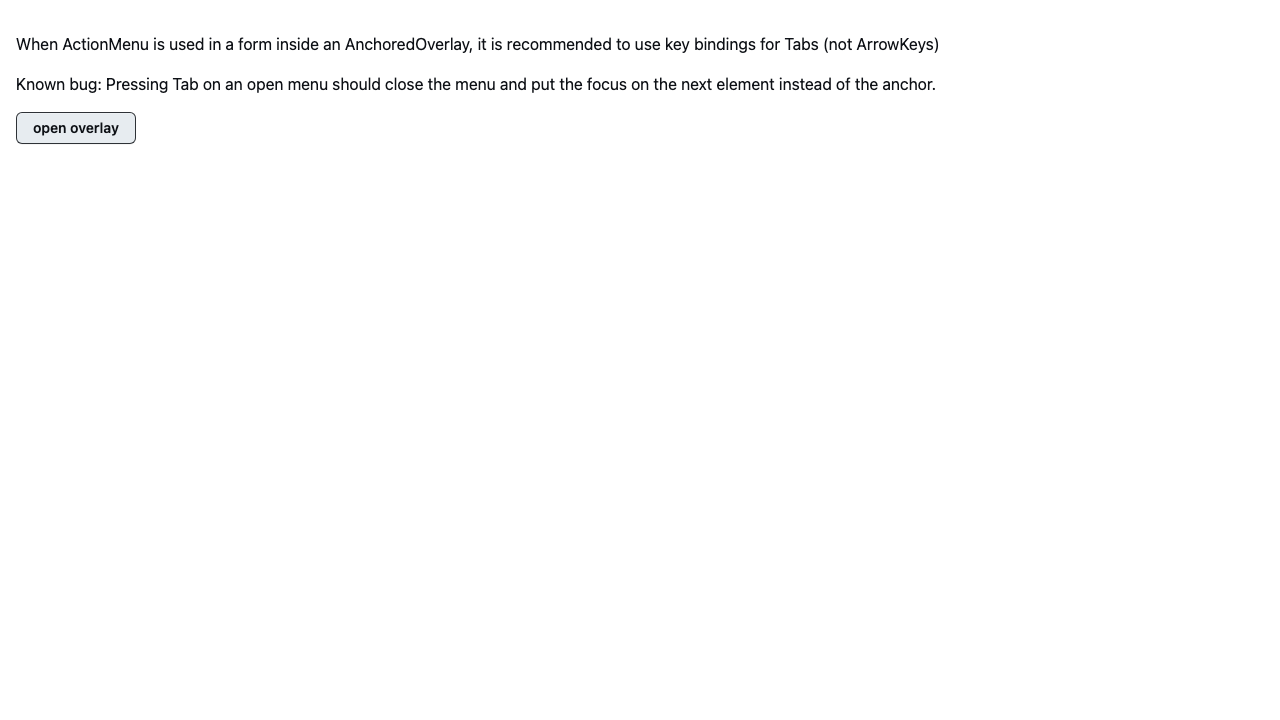 When ActionMenu is used in a form inside an AnchoredOverlay, it is recommended to use key bindings for Tabs (not ArrowKeys)
Known bug: Pressing Tab on an open menu should close the menu and put the focus on the next element instead of the anchor.
open overlay